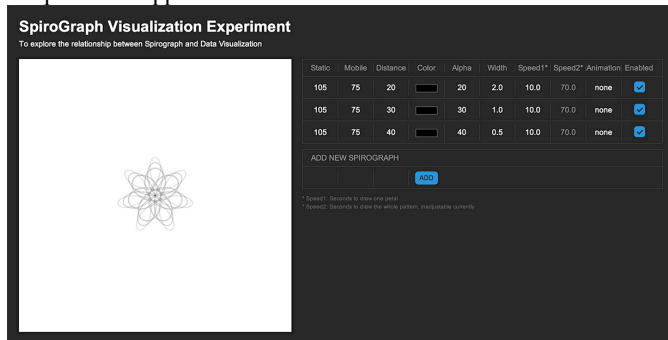 SpiroGraph Visualization Experiment
To explore the relationship between Spirograph and Data Visualization
Static Mobile Distance Color Alpha Width Speed1* Speed2* Animation Enabled
105 75 20 20 2.0 10.0 70.0 none
105 75 30 30 1.0 10.0 70.0 none
105 75 40 40 0.5 10.0 70.0 none
ADD NEW SPIROGRAPH
ADD
* Speed1: Seconds to draw one petal
* Speed2: Seconds to draw the whole pattern, inadjustable currently